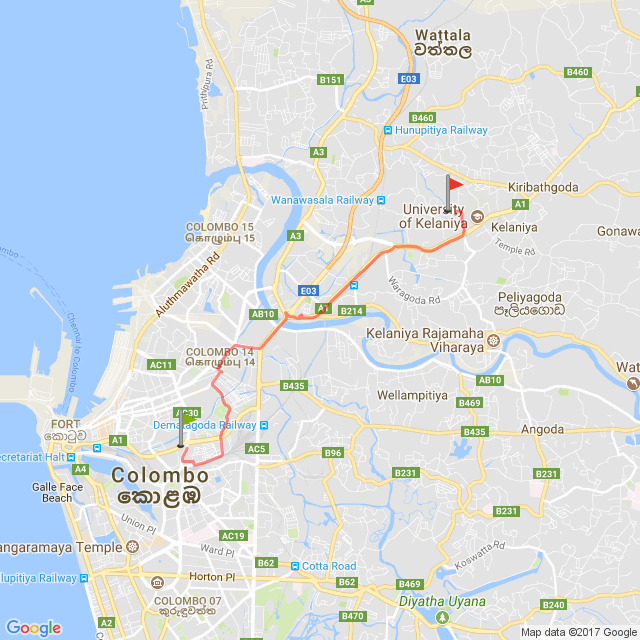 Wattala
වත්තල
B460
E03
B151
Prithipura Rd
B460
A3
Hunupitiya Railway
Kiribathgoda
Wanawasala Railway
University
of Kelaniya
A1
Kelaniya
Gonawa
COLOMBO 15
கொழும்பு 15
A3
Temple Rd
Aluthmawatha Rd
Waragoda Rd
E03
Peliyagoda
පෑලියගොඩ
AB10
A1
B214
Chennai to Colombo
Kelaniya Rajamaha
Viharaya
COLOMBO 14
கொழும்பு 14
AC11
Wat
AB10
B435
Wellampitiya
B469
AC30
Dematagoda Railway
FORT
කොටුව
A1
B435
Angoda
AC5
B96
Secretariat Halt
A4
Colombo
කොළඹ
B231
B231
Galle Face
Beach
B231
Union Pl
AC19
Ward Pl
angaramaya Temple
B62
Cotta Road
Koswatta Rd
lupitiya Railway
Horton Pl
B62
B469
COLOMBO 07
කුරුඳුවත්ත
A2
B470
Diyatha Uyana
B240
Google
Map data ©2017 Google